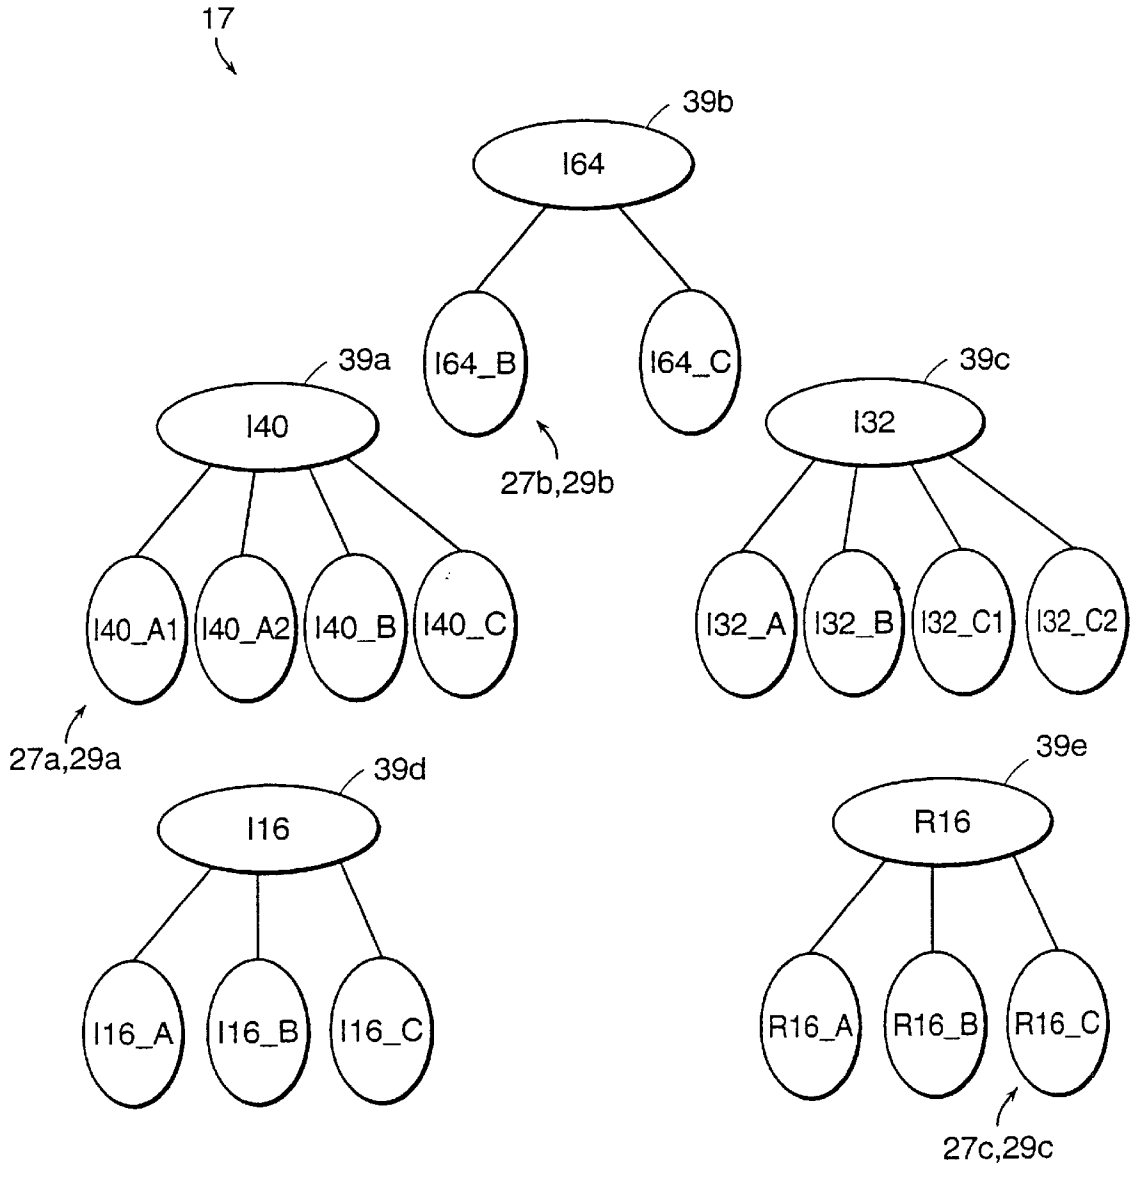 17
39b
I64
I64_B
I64_C
27b,29b
39a
I40
I40_A1
I40_A2
I40_B
I40_C
27a,29a
39c
I32
I32_A
I32_B
I32_C1
I32_C2
39d
I16
I16_A
I16_B
I16_C
39e
R16
R16_A
R16_B
R16_C
27c,29c